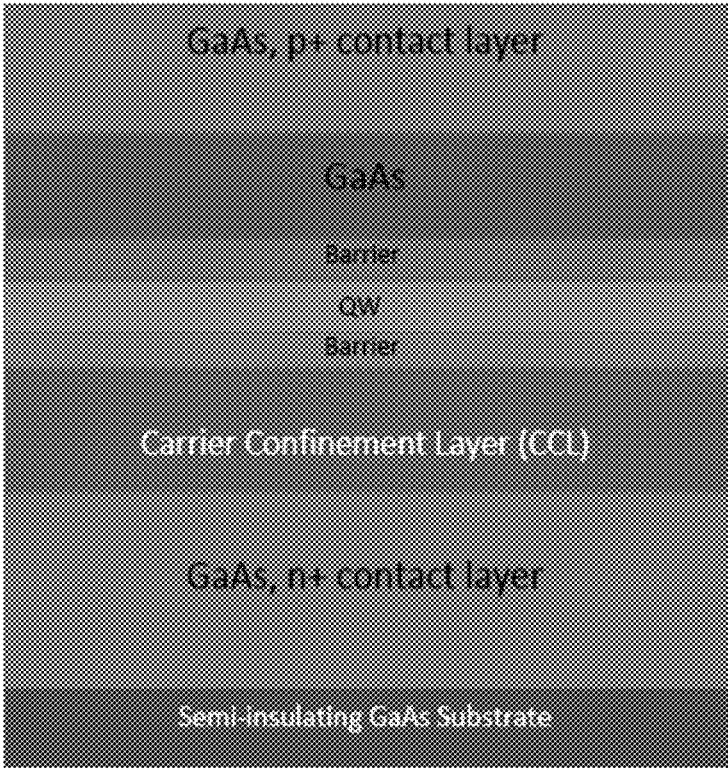 GaAs, p+ contact layer
GaAs
Barrier
QW
Barrier
Carrier Confinement Layer (CCL)
GaAs, n+ contact layer
Semi-insulating GaAs Substrate